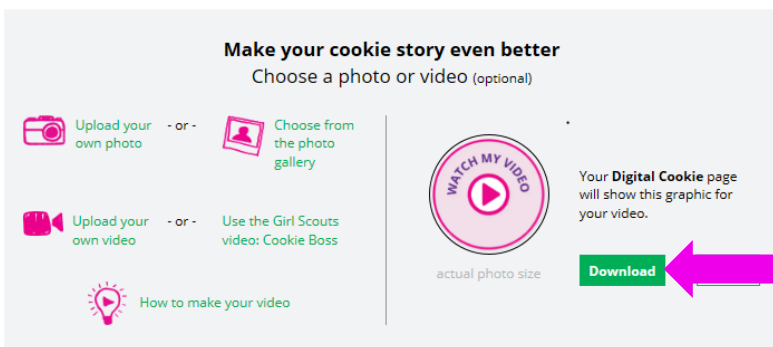 Make your cookie story even better
Choose a photo or video (optional)
Upload your own photo
- or -
Choose from the photo gallery
Upload your own video
- or -
Use the Girl Scouts video: Cookie Boss
How to make your video
WATCH MY VIDEO
actual photo size
Your Digital Cookie page
will show this graphic for
your video.
Download